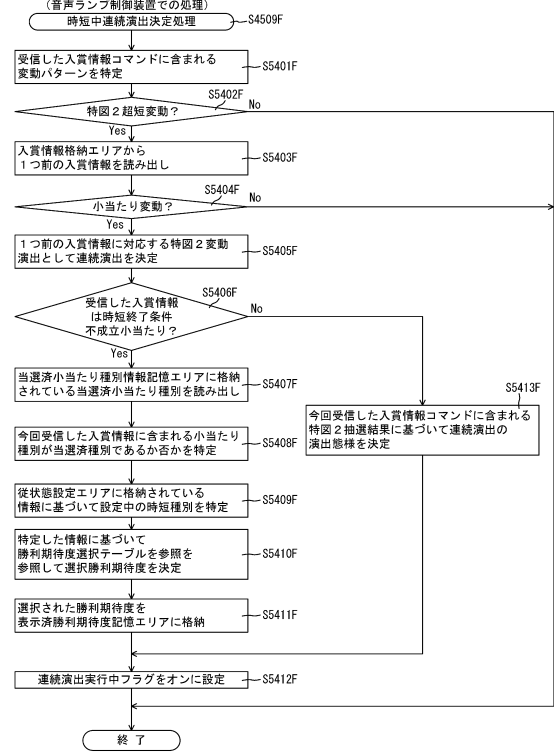 (音声ランプ制御装置での処理)
時短中連続演出決定処理
S4509F
受信した入賞情報コマンドに含まれる
変動パターンを特定
S5401F
S5402F
特図2超短変動?
No
Yes
入賞情報格納エリアから
1つ前の入賞情報を読み出し
S5403F
S5404F
小当たり変動?
No
Yes
1つ前の入賞情報に対応する特図2変動
演出として連続演出を決定
S5405F
S5406F
受信した入賞情報
は時短終了条件
不成立小当たり?
No
Yes
当選済小当たり種別情報記憶エリアに格納
されている当選済小当たり種別を読み出し
S5407F
S5413F
今回受信した入賞情報コマンドに含まれる
特図2抽選結果に基づいて連続演出の
演出態様を決定
今回受信した入賞情報に含まれる小当たり
種別が当選済種別であるか否かを特定
S5408F
従状態設定エリアに格納されている
情報に基づいて設定中の時短種別を特定
S5409F
特定した情報に基づいて
勝利期待度選択テーブルを参照を
参照して選択勝利期待度を決定
S5410F
選択された勝利期待度を
表示済勝利期待度記憶エリアに格納
S5411F
連続演出実行中フラグをオンに設定
S5412F
終了